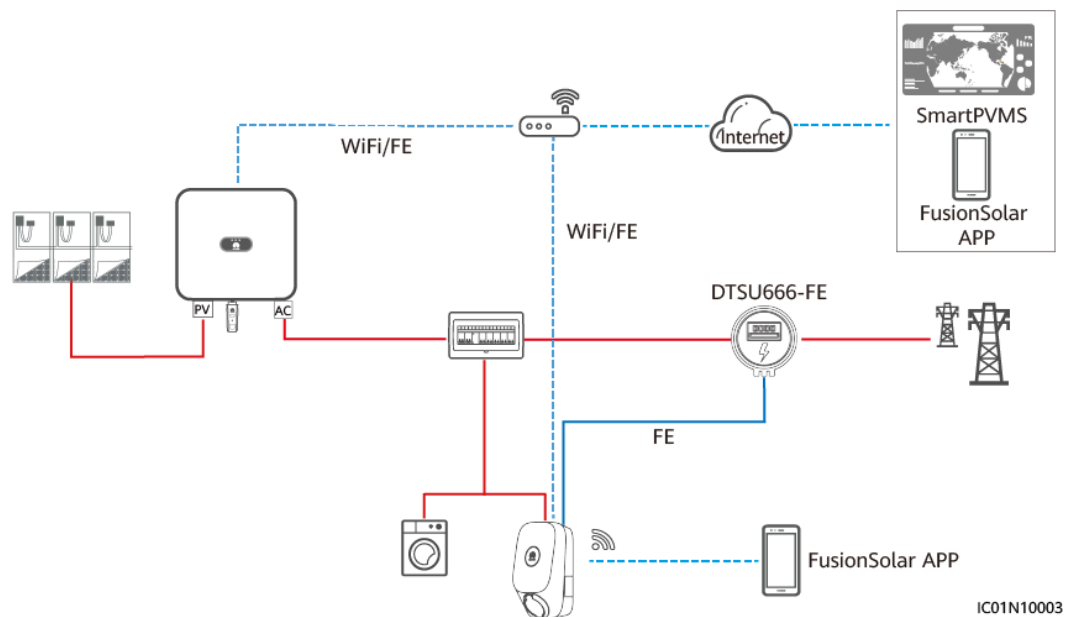 SmartPVMS
FusionSolar
APP
Internet
WiFi/FE
WiFi/FE
PV
AC
DTSU666-FE
FE
FusionSolar APP
IC01N10003